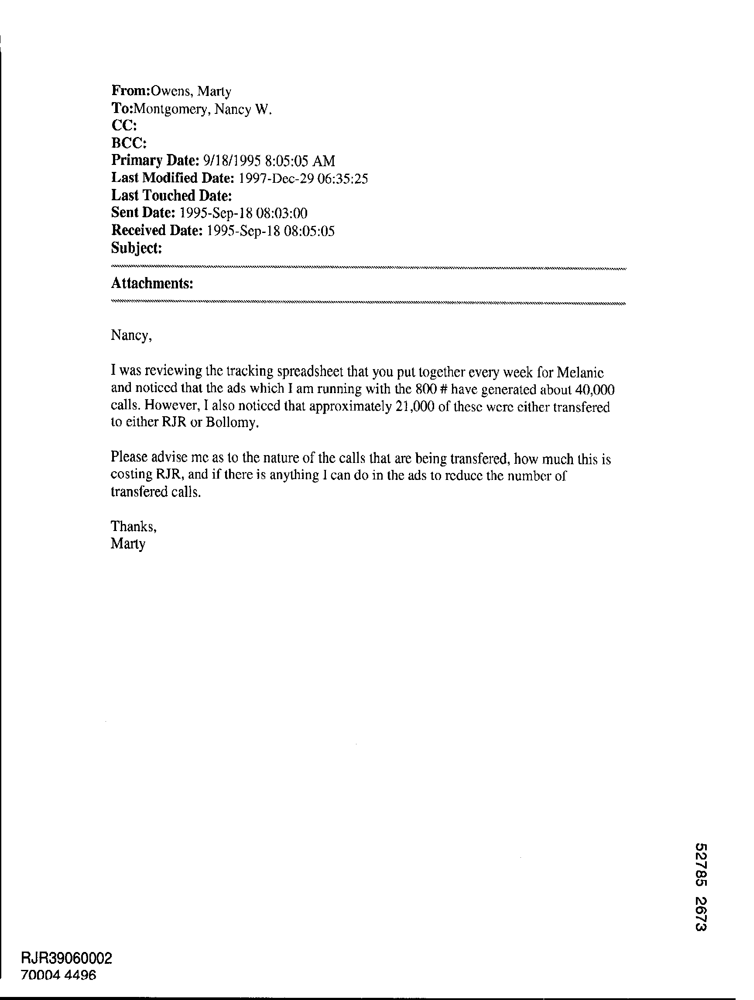 From:Owens, Marty
To:Montgomery, Nancy W.
CC:
BCC:
Primary Date: 9/18/1995 8:05:05 AM
Last Modified Date: 1997-Dec-29 06:35:25
Last Touched Date:
Sent Date: 1995-Sep-18 08:03:00
Received Date: 1995-Sep-18 08:05:05
Subject:
Attachments:
Nancy,
I was reviewing the tracking spreadsheet that you put together every week for Melanie
and noticed that the ads which I am running with the 800 # have generated about 40,000
calls. However, I also noticed that approximately 21,000 of these were either transfered
to either RJR or Bollomy.
Please advise me as to the nature of the calls that are being transfered, how much this is
costing RJR, and if there is anything I can do in the ads to reduce the number of
transfered calls.
Thanks,
Marty
52785 2673
RJR39060002
70004 4496